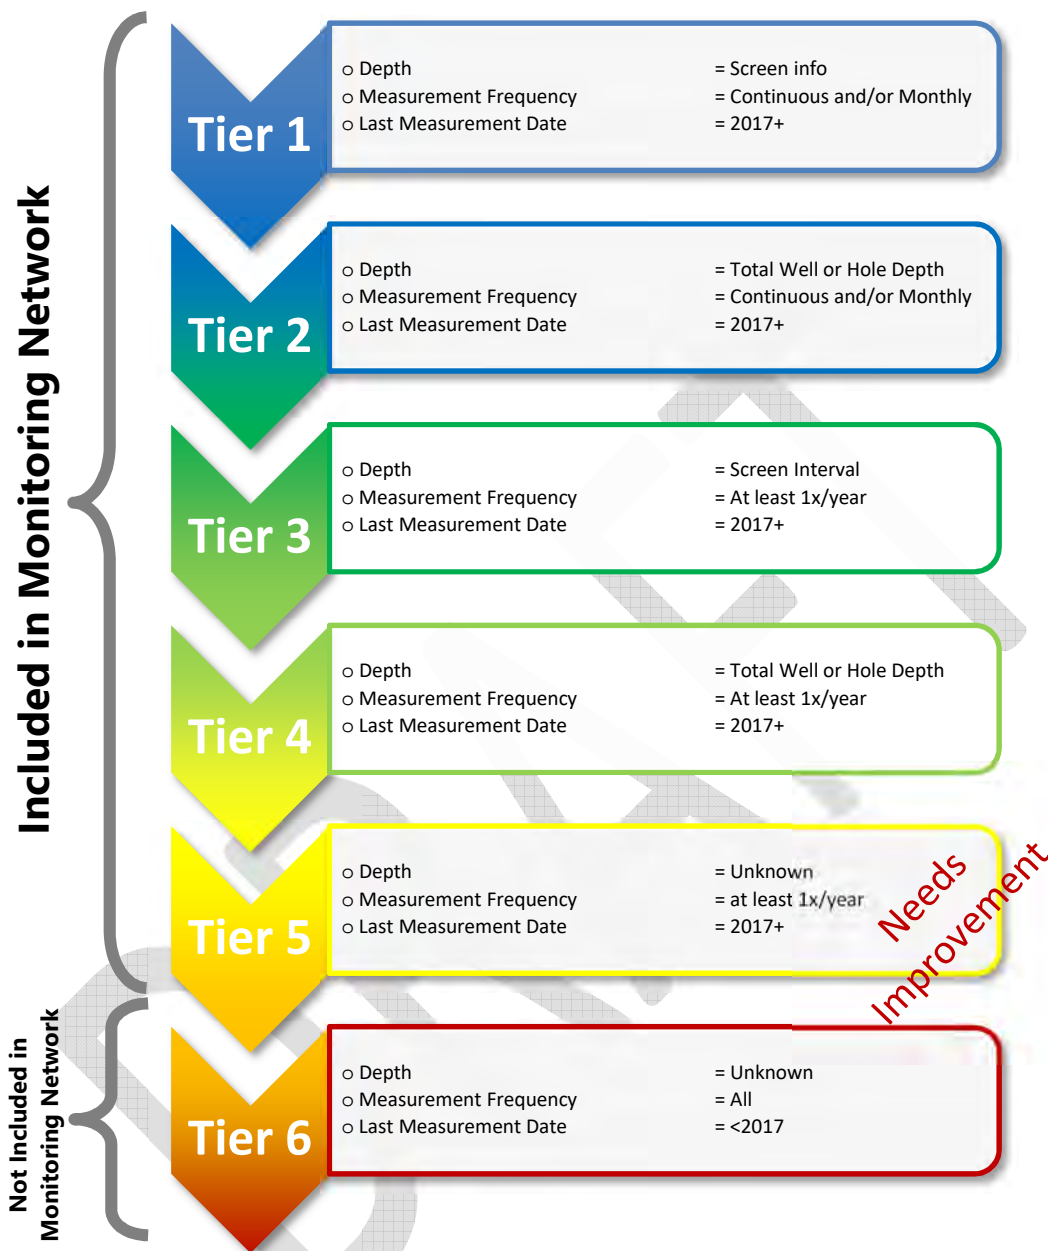 Included in Monitoring Network
Tier 1
o Depth = Screen info
o Measurement Frequency = Continuous and/or Monthly
o Last Measurement Date = 2017+
Tier 2
o Depth = Total Well or Hole Depth
o Measurement Frequency = Continuous and/or Monthly
o Last Measurement Date = 2017+
Tier 3
o Depth = Screen Interval
o Measurement Frequency = At least 1x/year
o Last Measurement Date = 2017+
Tier 4
o Depth = Total Well or Hole Depth
o Measurement Frequency = At least 1x/year
o Last Measurement Date = 2017+
Tier 5
o Depth = Unknown
o Measurement Frequency = at least 1x/year
o Last Measurement Date = 2017+
Needs
Improvement
Not Included in
Monitoring Network
Tier 6
o Depth = Unknown
o Measurement Frequency = All
o Last Measurement Date = <2017
DRAFT